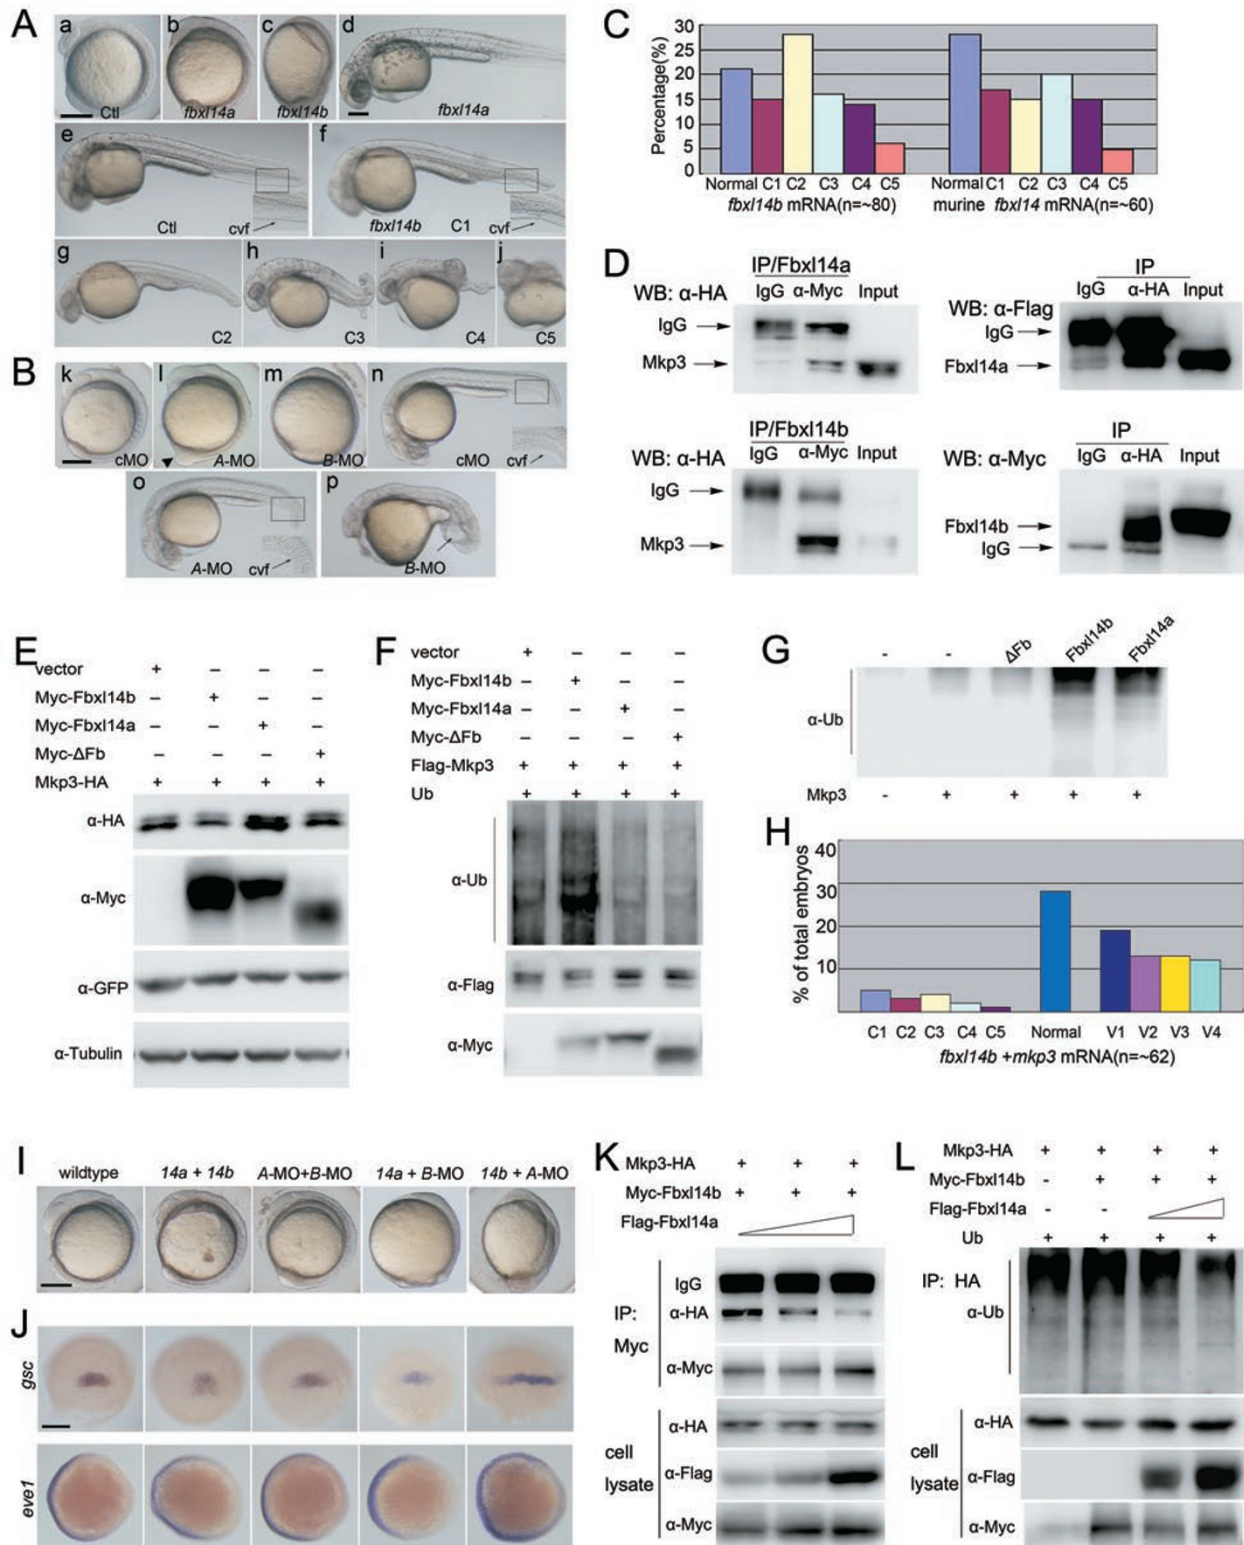 A
a
b
c
d
Ctl
fbxl14a
fbxl14b
fbxl14a
e
f
Ctl
cvf
fbxl14b
C1
cvf
g
h
i
j
C2
C3
C4
C5
B
k
l
m
n
cMO
A-MO
B-MO
cMO
cvf
o
p
A-MO
cvf
B-MO
C
Percentage(%)
30
25
20
15
10
5
0
Normal C1 C2 C3 C4 C5
Normal C1 C2 C3 C4 C5
fbxl14b mRNA(n=~80)
murine fbxl14 mRNA(n=~60)
D
IP/Fbxl14a
WB: α-HA
IgG α-Myc Input
IgG
Mkp3
IP
IgG α-HA Input
WB: α-Flag
IgG
Fbxl14a
IP/Fbxl14b
WB: α-HA
IgG α-Myc Input
IgG
Mkp3
IP
WB: α-Myc
IgG α-HA Input
Fbxl14b
IgG
E
vector + – – –
Myc-Fbxl14b – + – –
Myc-Fbxl14a – – + –
Myc-ΔFb – – – +
Mkp3-HA + + + +
α-HA
α-Myc
α-GFP
α-Tubulin
F
vector + – – –
Myc-Fbxl14b – + – –
Myc-Fbxl14a – – + –
Myc-ΔFb – – – +
Flag-Mkp3 + + + +
Ub + + + +
α-Ub
α-Flag
α-Myc
G
- - ΔFb Fbxl14b Fbxl14a
α-Ub
Mkp3 - + + + +
H
% of total embryos
40
30
20
10
C1 C2 C3 C4 C5 Normal V1 V2 V3 V4
fbxl14b +mkp3 mRNA(n=~62)
I
wildtype 14a + 14b A-MO+B-MO 14a + B-MO 14b + A-MO
J
gsc
eve1
K
Mkp3-HA + + +
Myc-Fbxl14b + + +
Flag-Fbxl14a
IP:
Myc
IgG
α-HA
α-Myc
cell
lysate
α-HA
α-Flag
α-Myc
L
Mkp3-HA + + + +
Myc-Fbxl14b - + + +
Flag-Fbxl14a - -
Ub + + + +
IP: HA
α-Ub
cell
lysate
α-HA
α-Flag
α-Myc